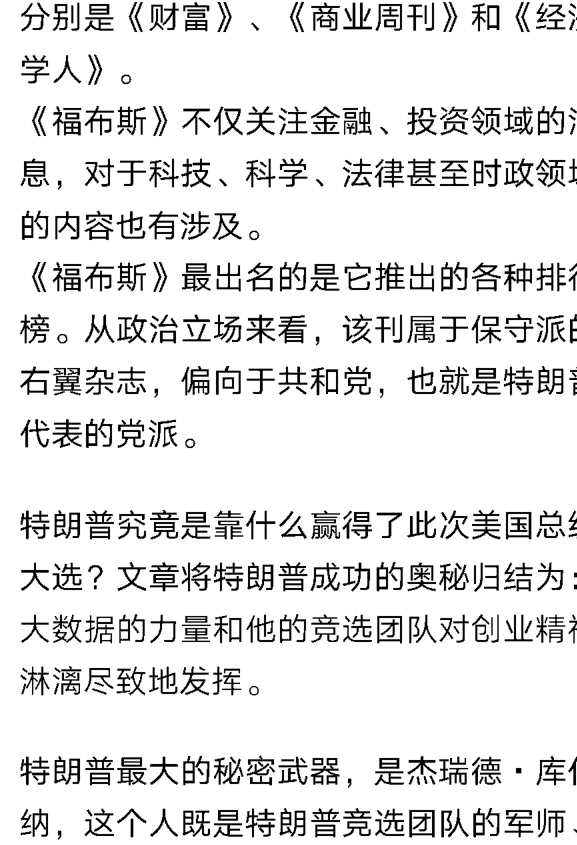 分别是《财富》、《商业周刊》和《经
学人》。
《福布斯》不仅关注金融、投资领域的
息，对于科技、科学、法律甚至时政领
的内容也有涉及。
《福布斯》最出名的是它推出的各种排
榜。从政治立场来看，该刊属于保守派
右翼杂志，偏向于共和党，也就是特朗
代表的党派。
特朗普究竟是靠什么赢得了此次美国总
大选？文章将特朗普成功的奥秘归结为：
大数据的力量和他的竞选团队对创业精
淋漓尽致地发挥。
特朗普最大的秘密武器，是杰瑞德·库
纳，这个人既是特朗普竞选团队的军师、